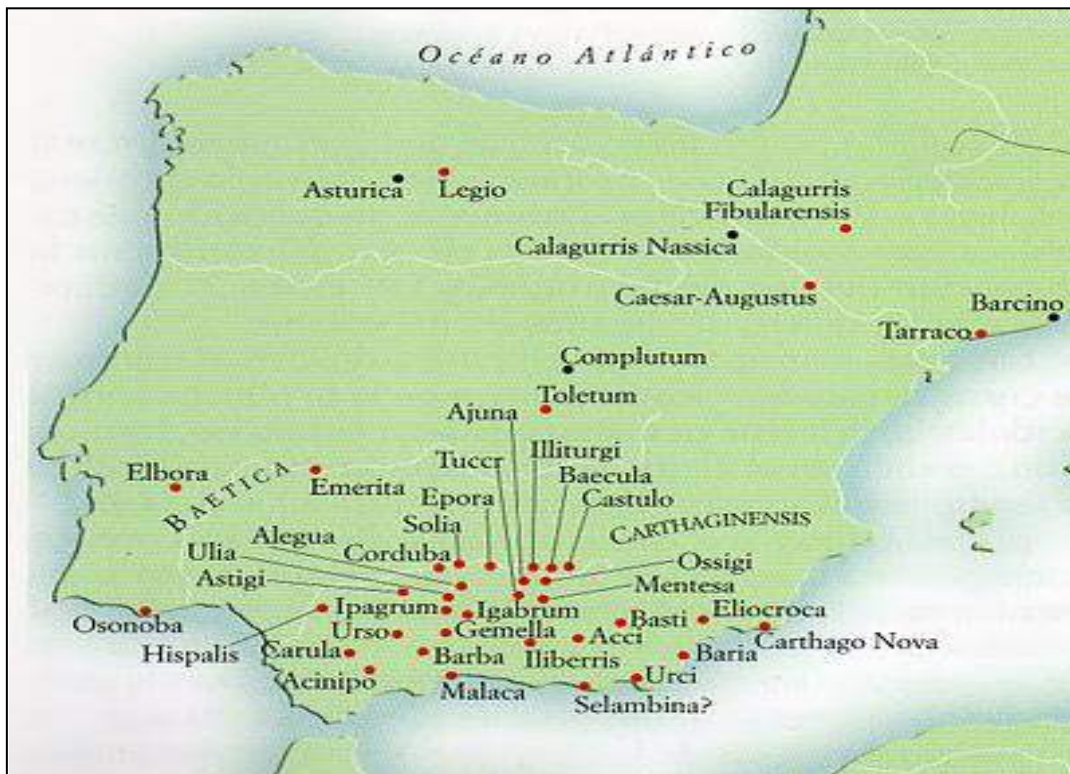 Océano Atlántico
Asturica
Legio
Calagurris
Fibularensis
Calagurris Nassica
Caesar-Augustus
Barcino
Tarraco
Complutum
Toletum
Ajuna
Illiturgi
Tuccr
Baecula
Elbora
BAETICA
Emerita
Epora
Castulo
Solia
CARTHAGINENSIS
Alegua
Corduba
Ulia
Ossigi
Astigi
Mentesa
Ipagrum
Igabrum
Basti
Eliocroca
Osonoba
Urso
Gemella
Acci
Carthago Nova
Hispalis
Carula
Barba
Iliberris
Baria
Acinipo
Malaca
Urci
Selambina?